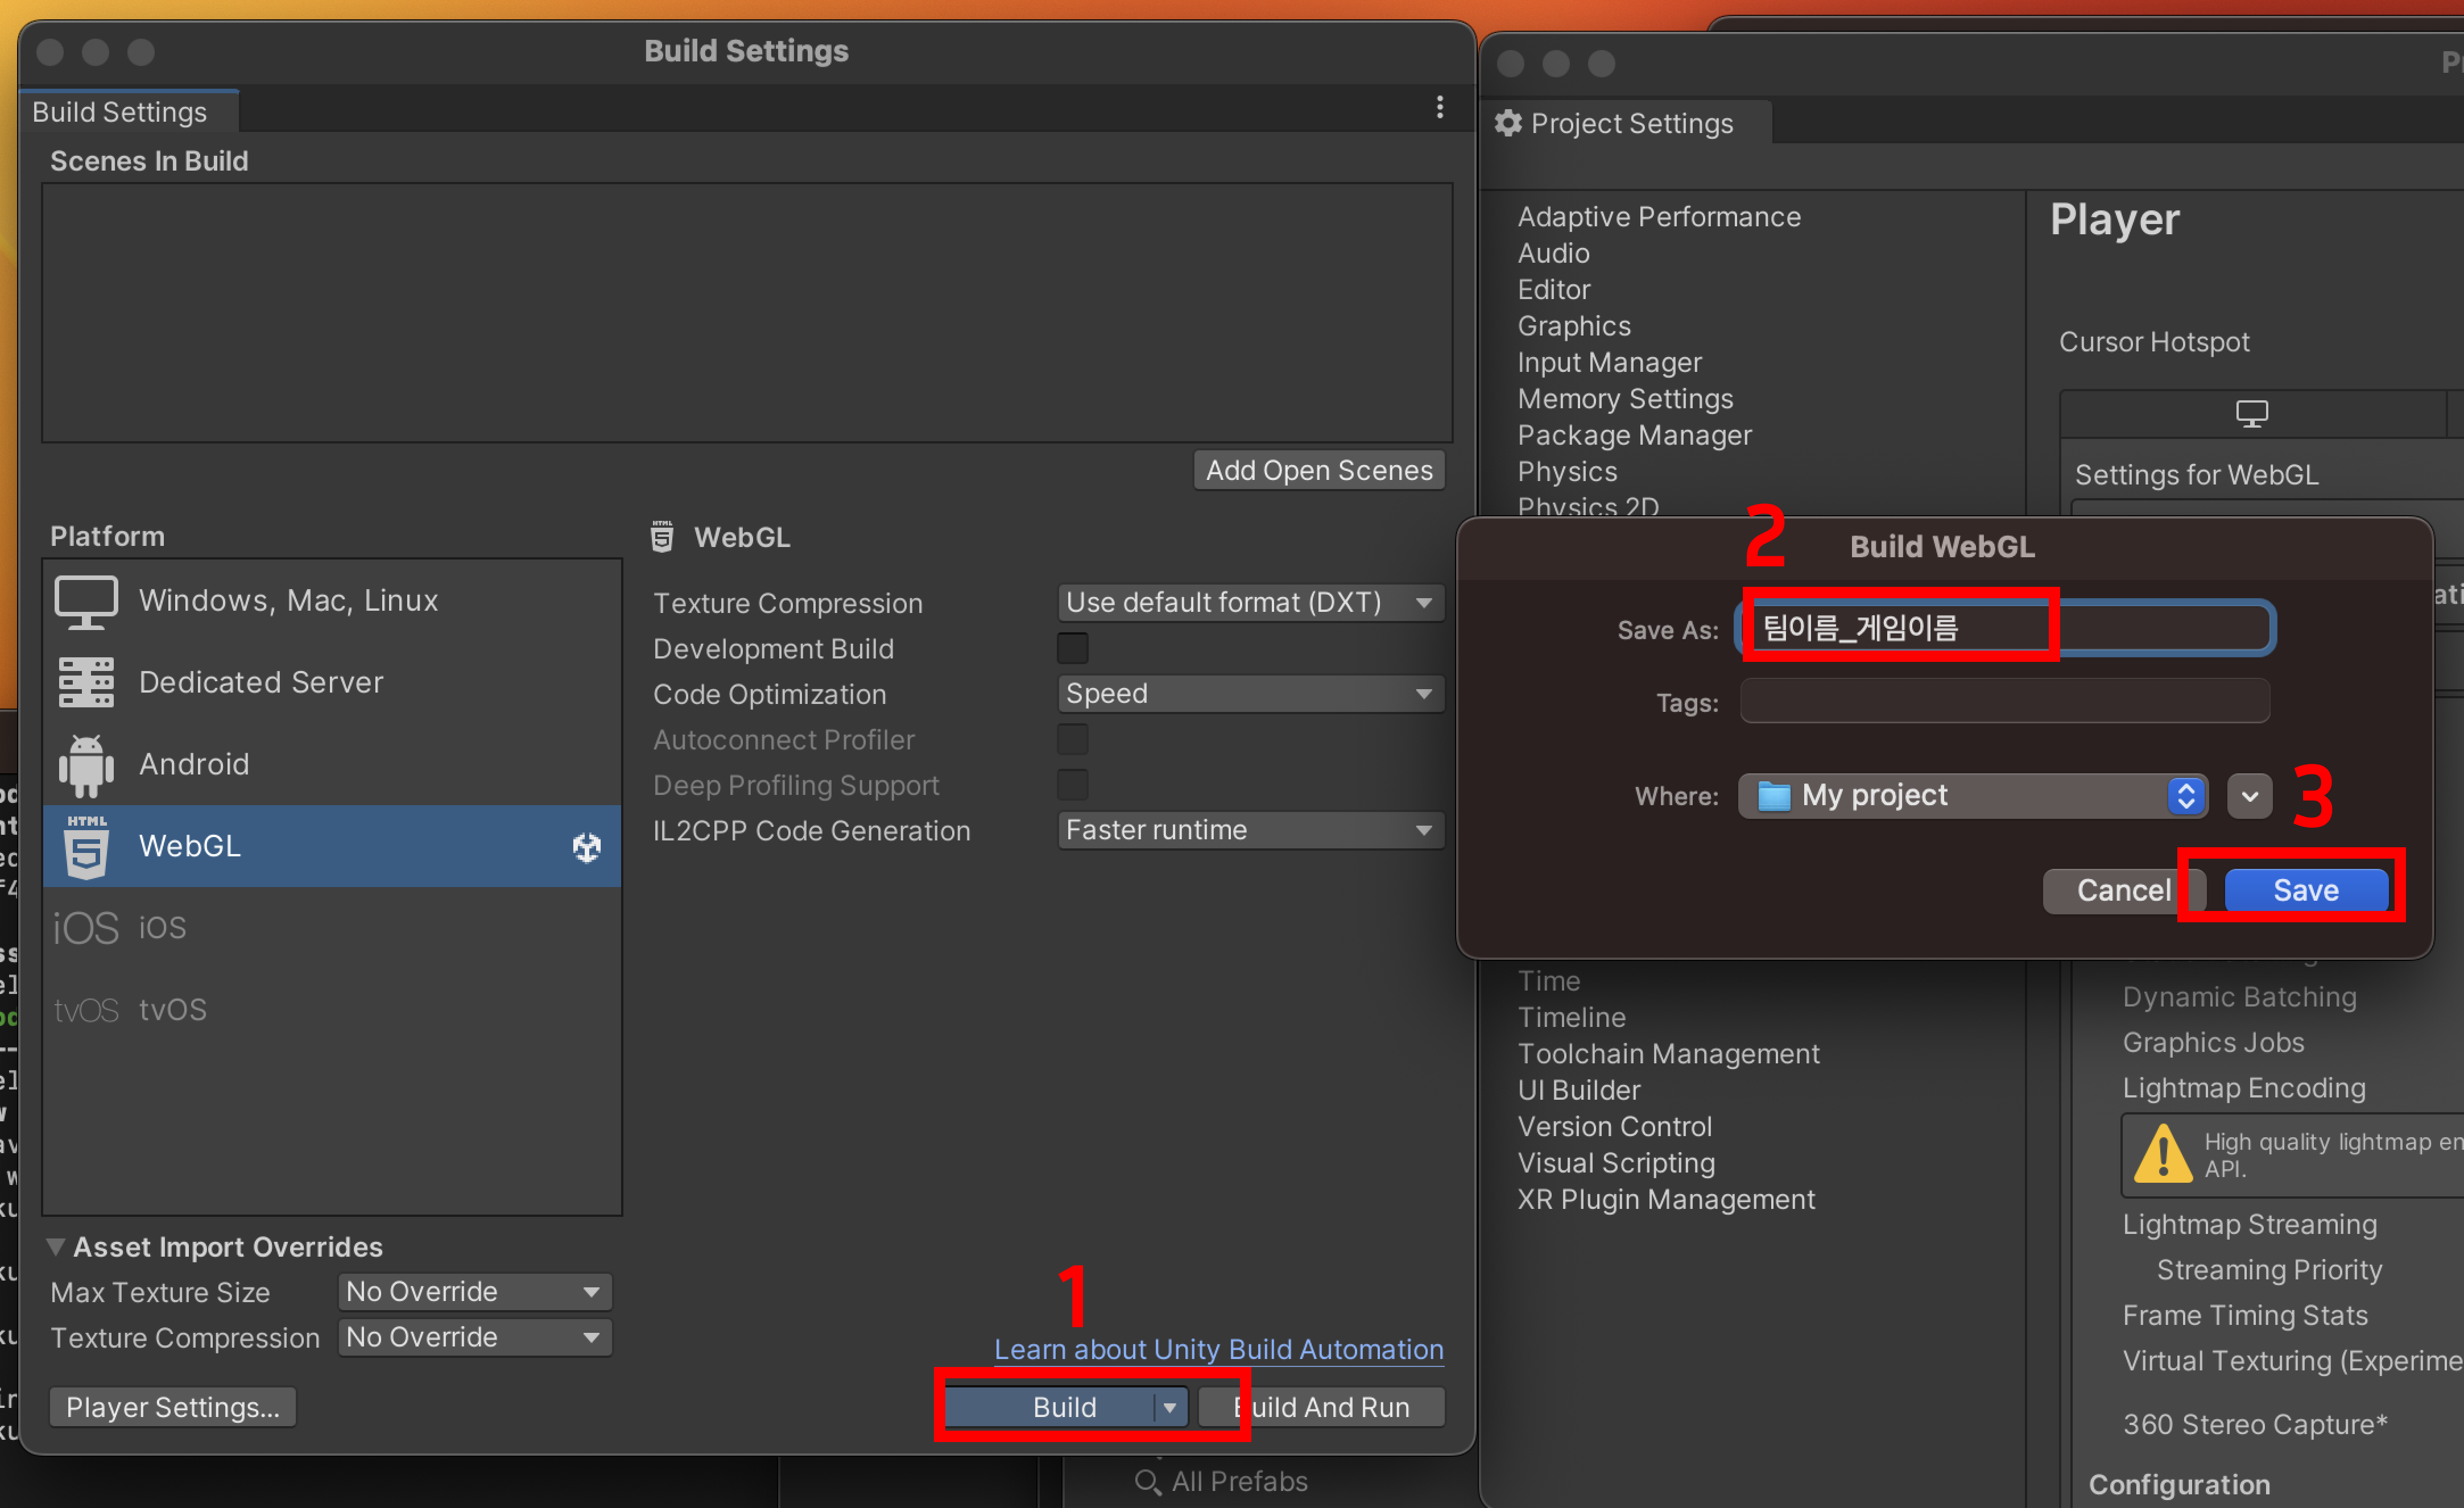 Build Settings
Build Settings
Scenes In Build
Add Open Scenes
Platform
Windows, Mac, Linux
Dedicated Server
Android
HTML
5
WebGL
iOS iOS
tvOS tvOS
HTML
5
WebGL
Texture Compression Use default format (DXT)
Development Build
Code Optimization Speed
Autoconnect Profiler
Deep Profiling Support
IL2CPP Code Generation Faster runtime
Asset Import Overrides
Max Texture Size No Override
Texture Compression No Override
1
Learn about Unity Build Automation
Player Settings... Build Build And Run
All Prefabs
Project Settings
Adaptive Performance
Audio
Editor
Graphics
Input Manager
Memory Settings
Package Manager
Physics
Physics 2D
Time
Timeline
Toolchain Management
UI Builder
Version Control
Visual Scripting
XR Plugin Management
Player
Cursor Hotspot
Settings for WebGL
2
Build WebGL
Save As: 팀이름_게임이름
Tags:
Where: My project
3
Cancel Save
Dynamic Batching
Graphics Jobs
Lightmap Encoding
High quality lightmap en
API.
Lightmap Streaming
Streaming Priority
Frame Timing Stats
Virtual Texturing (Experime
360 Stereo Capture*
Configuration